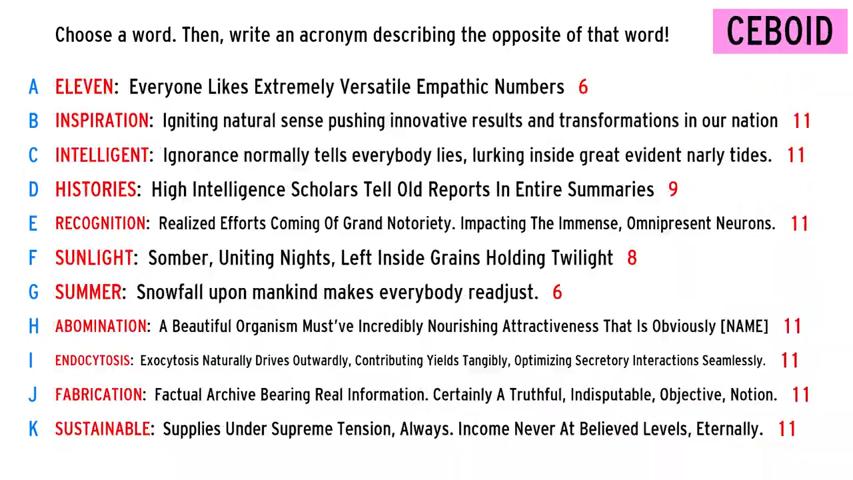 Choose a word. Then, write an acronym describing the opposite of that word!
CEBOID
A ELEVEN: Everyone Likes Extremely Versatile Empathic Numbers 6
B INSPIRATION: Igniting natural sense pushing innovative results and transformations in our nation 11
C INTELLIGENT: Ignorance normally tells everybody lies, lurking inside great evident narly tides. 11
D HISTORIES: High Intelligence Scholars Tell Old Reports In Entire Summaries 9
E RECOGNITION: Realized Efforts Coming Of Grand Notoriety. Impacting The Immense, Omnipresent Neurons. 11
F SUNLIGHT: Somber, Uniting Nights, Left Inside Grains Holding Twilight 8
G SUMMER: Snowfall upon mankind makes everybody readjust. 6
H ABOMINATION: A Beautiful Organism Must've Incredibly Nourishing Attractiveness That Is Obviously [NAME] 11
I ENDOCYTOSIS: Exocytosis Naturally Drives Outwardly, Contributing Yields Tangibly, Optimizing Secretory Interactions Seamlessly. 11
J FABRICATION: Factual Archive Bearing Real Information. Certainly A Truthful, Indisputable, Objective, Notion. 11
K SUSTAINABLE: Supplies Under Supreme Tension, Always. Income Never At Believed Levels, Eternally. 11